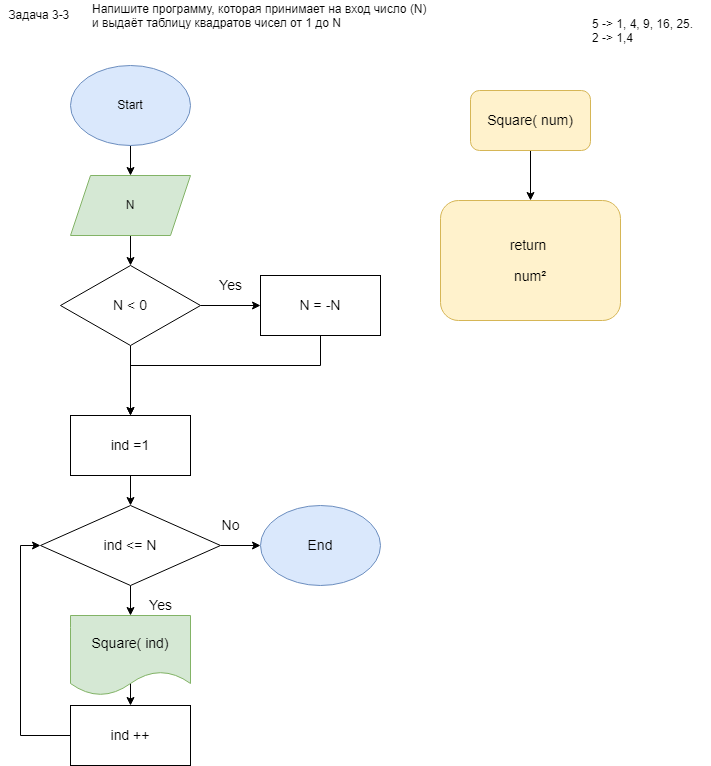 Задача 3-3
Напишите программу, которая принимает на вход число (N)
и выдаёт таблицу квадратов чисел от 1 до N
5 -> 1, 4, 9, 16, 25.
2 -> 1,4
Start
N
N < 0
Yes
N = -N
ind =1
ind <= N
No
End
Yes
Square( ind)
ind ++
Square( num)
return
num²